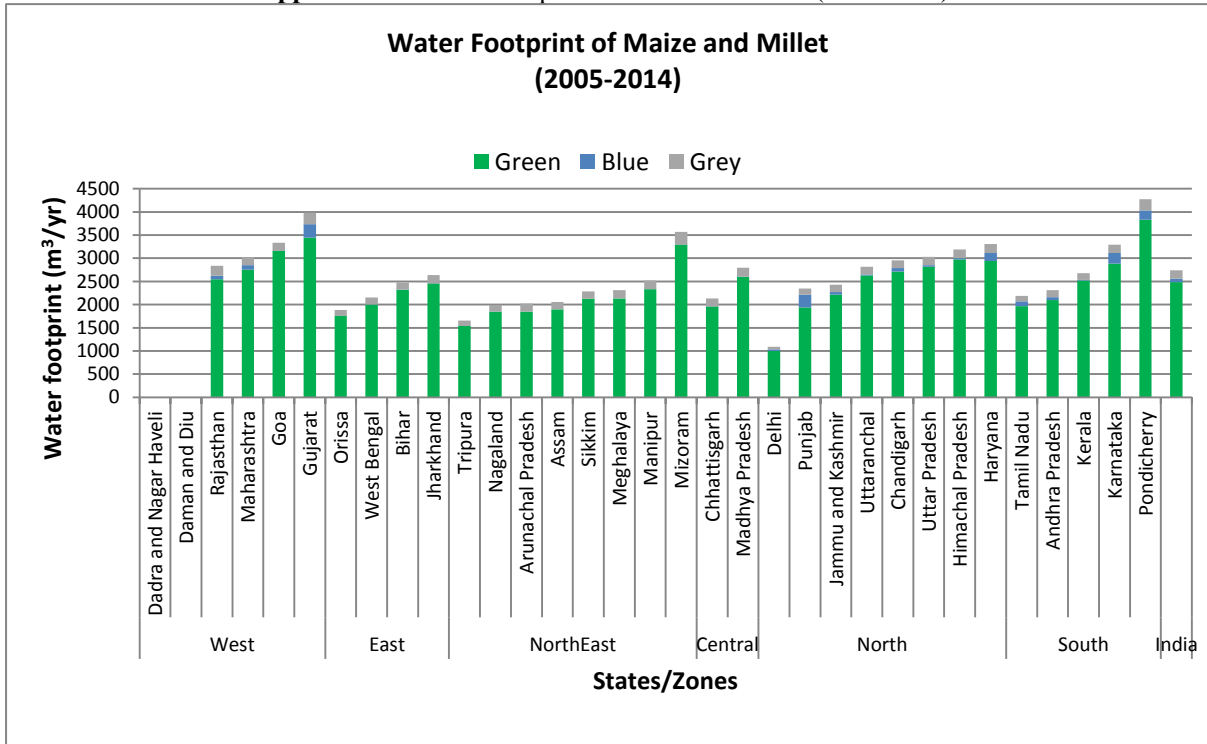 Water Footprint of Maize and Millet
(2005-2014)
Green Blue Grey
Water footprint (m³/yr)
4500
4000
3500
3000
2500
2000
1500
1000
500
0
Dadra and Nagar Haveli
Daman and Diu
Rajasthan
Maharashtra
Goa
Gujarat
Orissa
West Bengal
Bihar
Jharkhand
Tripura
Nagaland
Arunachal Pradesh
Assam
Sikkim
Meghalaya
Manipur
Mizoram
Chhattisgarh
Madhya Pradesh
Delhi
Punjab
Jammu and Kashmir
Uttaranchal
Chandigarh
Uttar Pradesh
Himachal Pradesh
Haryana
Tamil Nadu
Andhra Pradesh
Kerala
Karnataka
Pondicherry
West East NorthEast Central North South India
States/Zones